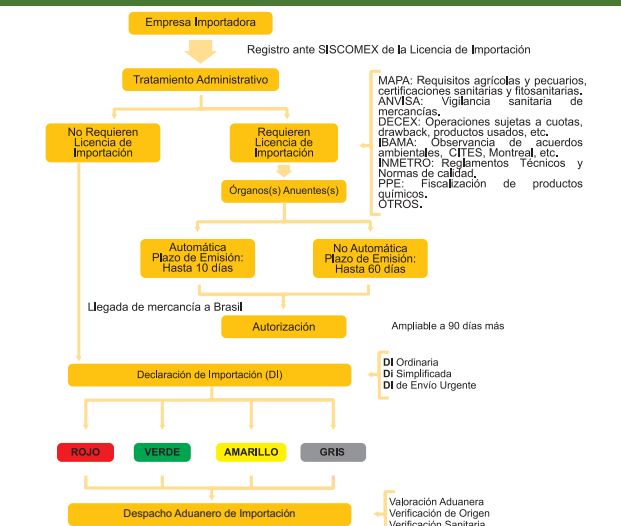 Empresa Importadora
Registro ante SISCOMEX de la Licencia de Importación
Tratamiento Administrativo
MAPA: Requisitos agrícolas y pecuarios,
certificaciones sanitarias y fitosanitarias.
ANVISA: Vigilancia sanitaria de
mercancías.
DECEX: Operaciones sujetas a cuotas,
drawback, productos usados, etc.
IBAMA: Observancia de acuerdos
ambientales, CITES, Montreal, etc.
INMETRO: Reglamentos Técnicos y
Normas de calidad.
PPE: Fiscalización de productos
químicos.
OTROS.
No Requieren
Licencia de
Importación
Requieren
Licencia de
Importación
Órganos(s) Anuentes(s)
Automática
Plazo de Emisión:
Hasta 10 días
No Automática
Plazo de Emisión:
Hasta 60 días
Llegada de mercancía a Brasil
Autorización
Ampliable a 90 días más
Declaración de Importación (DI)
DI Ordinaria
Di Simplificada
DI de Envío Urgente
ROJO
VERDE
AMARILLO
GRIS
Despacho Aduanero de Importación
Valoración Aduanera
Verificación de Origen
Verificación Sanitaria